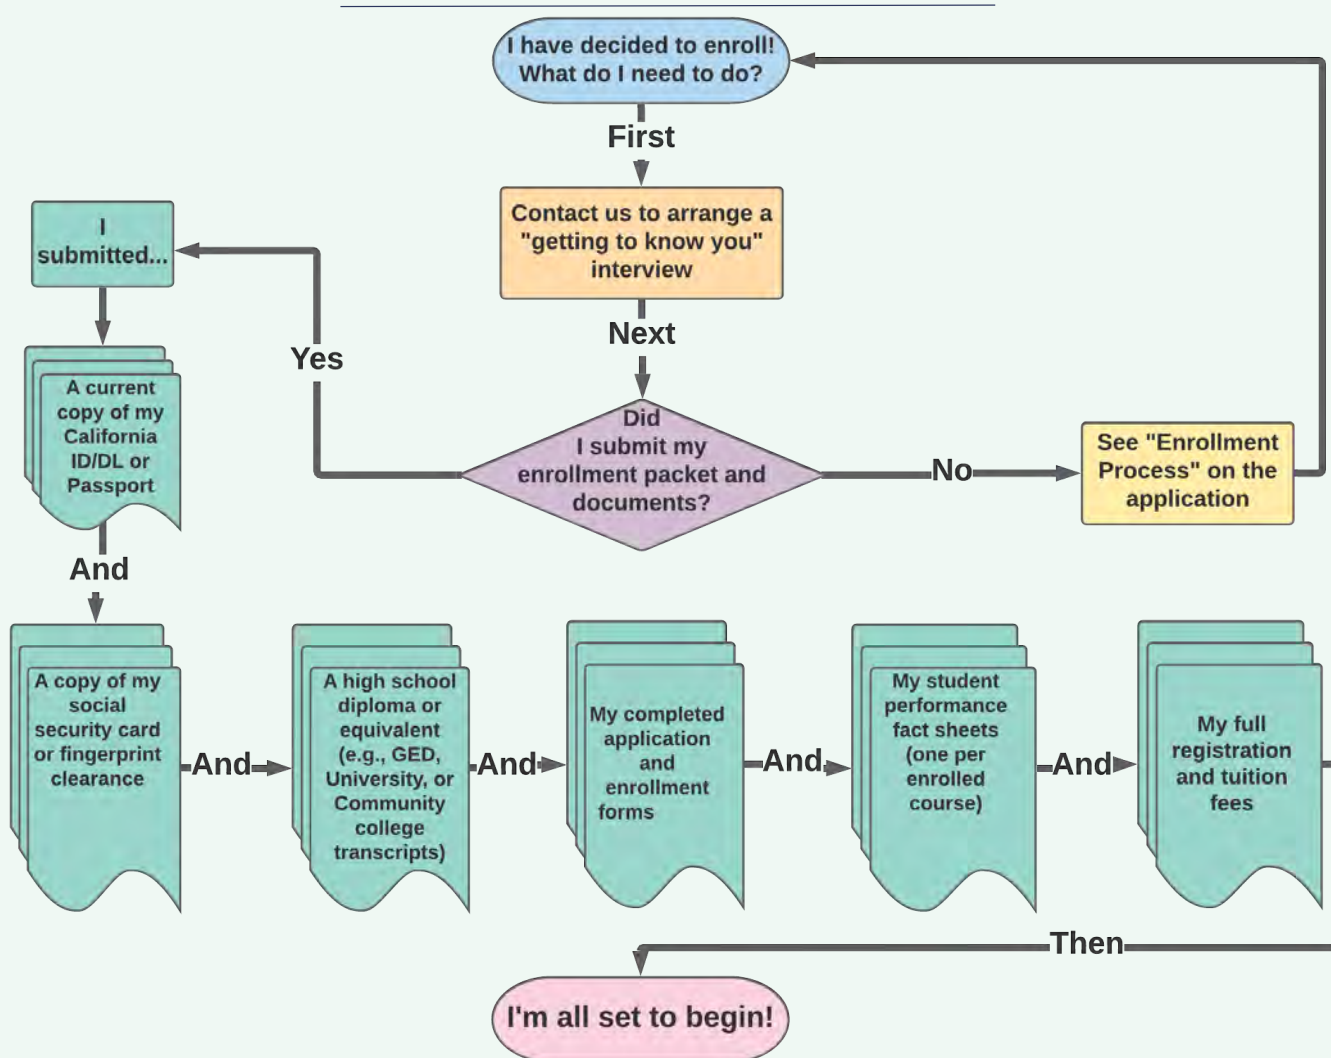 I have decided to enroll!
What do I need to do?
First
Contact us to arrange a
"getting to know you"
interview
Next
Did
I submit my
enrollment packet and
documents?
No
See "Enrollment
Process" on the
application
Yes
I
submitted...
A current
copy of my
California
ID/DL or
Passport
And
A copy of my
social
security card
or fingerprint
clearance
And
A high school
diploma or
equivalent
(e.g., GED,
University, or
Community
college
transcripts)
And
My completed
application
and
enrollment
forms
And
My student
performance
fact sheets
(one per
enrolled
course)
And
My full
registration
and tuition
fees
Then
I'm all set to begin!